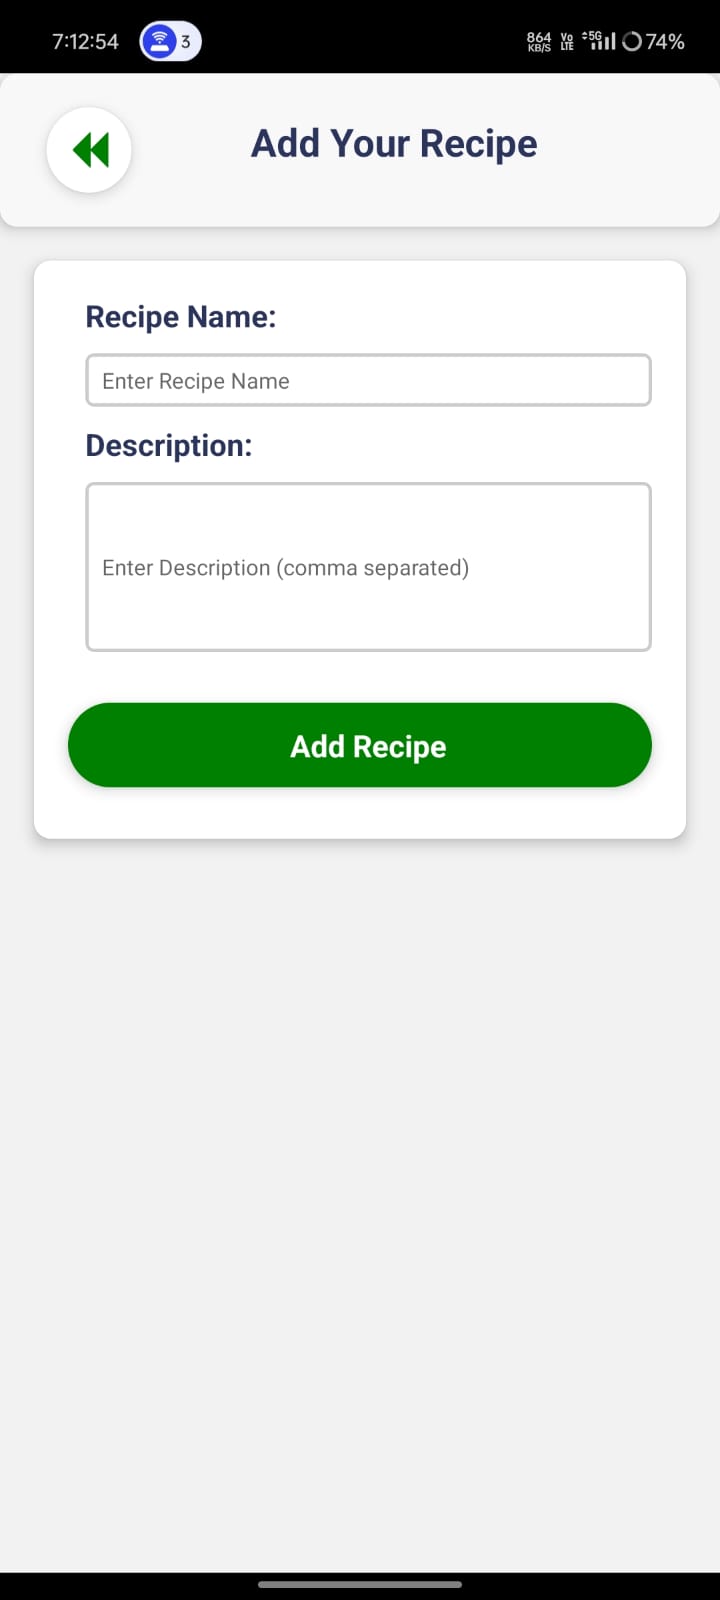 7:12:54 3 864 KB/S Vo LTE 5G 74%
Add Your Recipe
Recipe Name:
Enter Recipe Name
Description:
Enter Description (comma separated)
Add Recipe